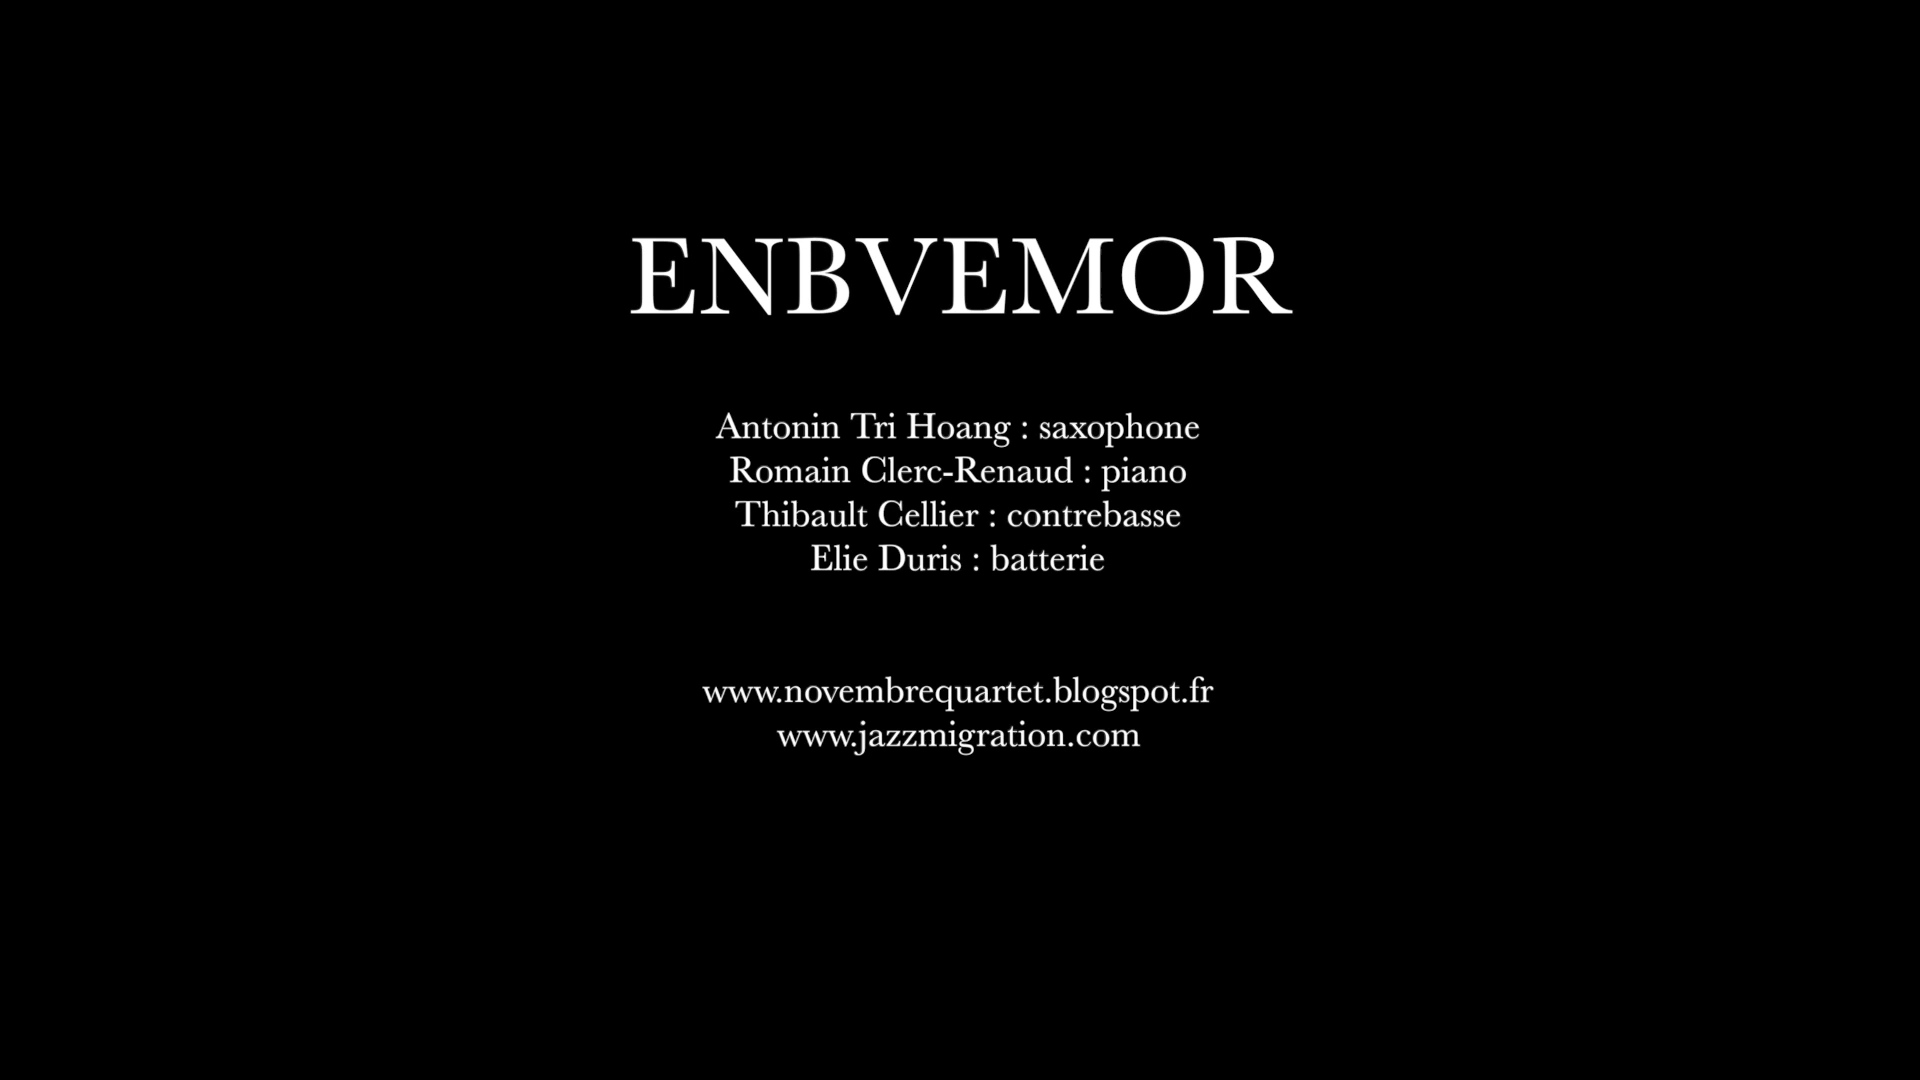 ENBVEMOR
Antonin Tri Hoang : saxophone
Romain Clerc-Renaud : piano
Thibault Cellier : contrebasse
Elie Duris : batterie
www.novembrequartet.blogspot.fr
www.jazzmigration.com